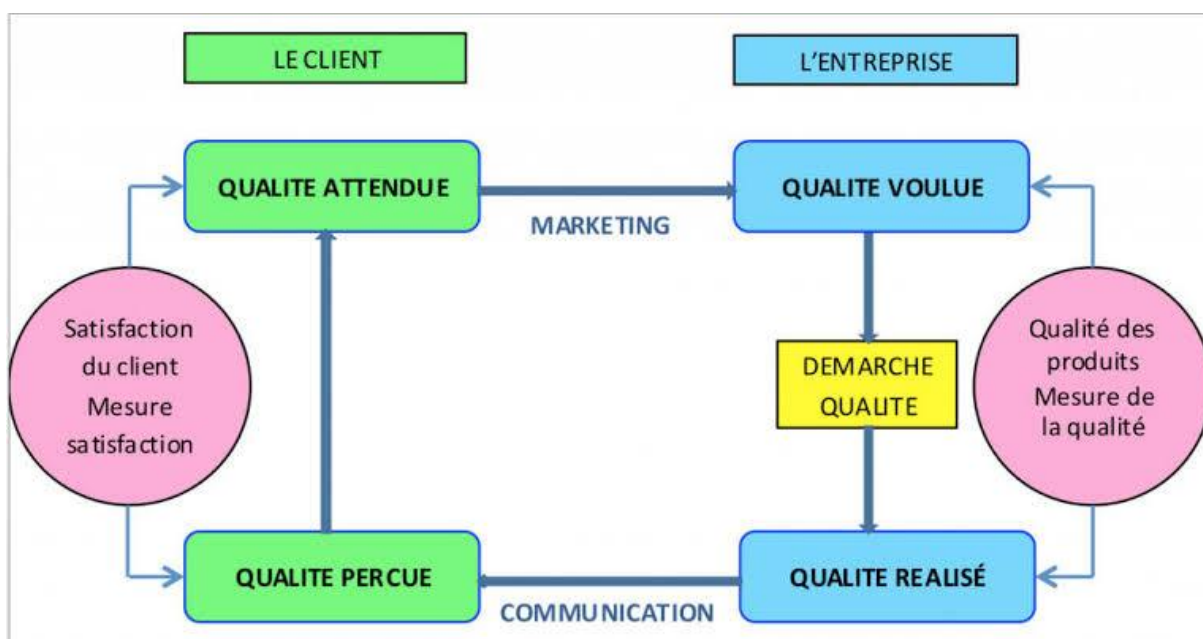 LE CLIENT
L'ENTREPRISE
QUALITE ATTENDUE
QUALITE VOULUE
MARKETING
Satisfaction
du client
Mesure
satisfaction
DEMARCHE
QUALITE
Qualité des
produits
Mesure de
la qualité
QUALITE PERCUE
QUALITE REALISÉ
COMMUNICATION